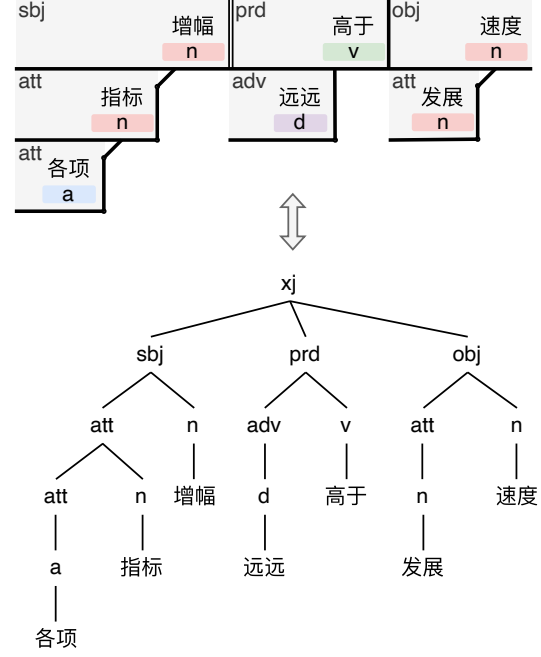 sbj 增幅 prd 高于 obj 速度
n v n
att 指标 adv 远远 att 发展
n d n
att 各项
a
xj
sbj prd obj
att n adv v att n
att n 增幅 d 高于 n 速度
a 指标 远远 发展
各项